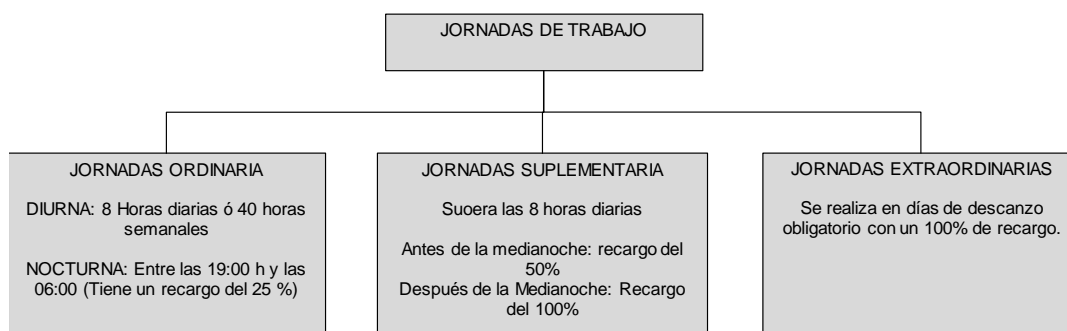 JORNADAS DE TRABAJO
JORNADAS ORDINARIA
DIURNA: 8 Horas diarias ó 40 horas
semanales
NOCTURNA: Entre las 19:00 h y las
06:00 (Tiene un recargo del 25 %)
JORNADAS SUPLEMENTARIA
Suoera las 8 horas diarias
Antes de la medianoche: recargo del
50%
Después de la Medianoche: Recargo
del 100%
JORNADAS EXTRAORDINARIAS
Se realiza en días de descanzo
obligatorio con un 100% de recargo.